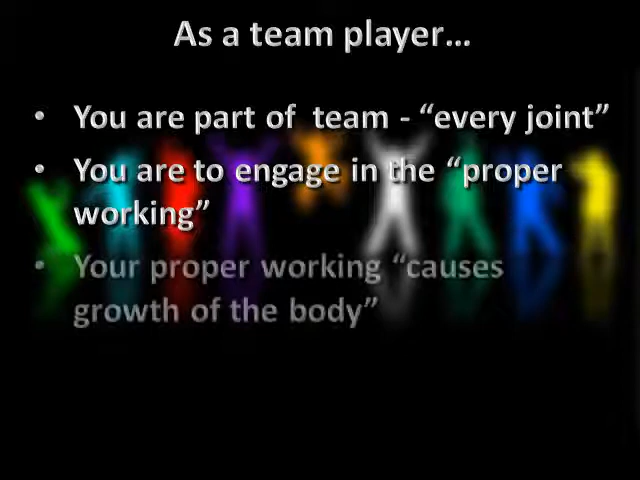 As a team player…
• You are part of team - “every joint”
• You are to engage in the “proper
working”
• Your proper working “causes
growth of the body”